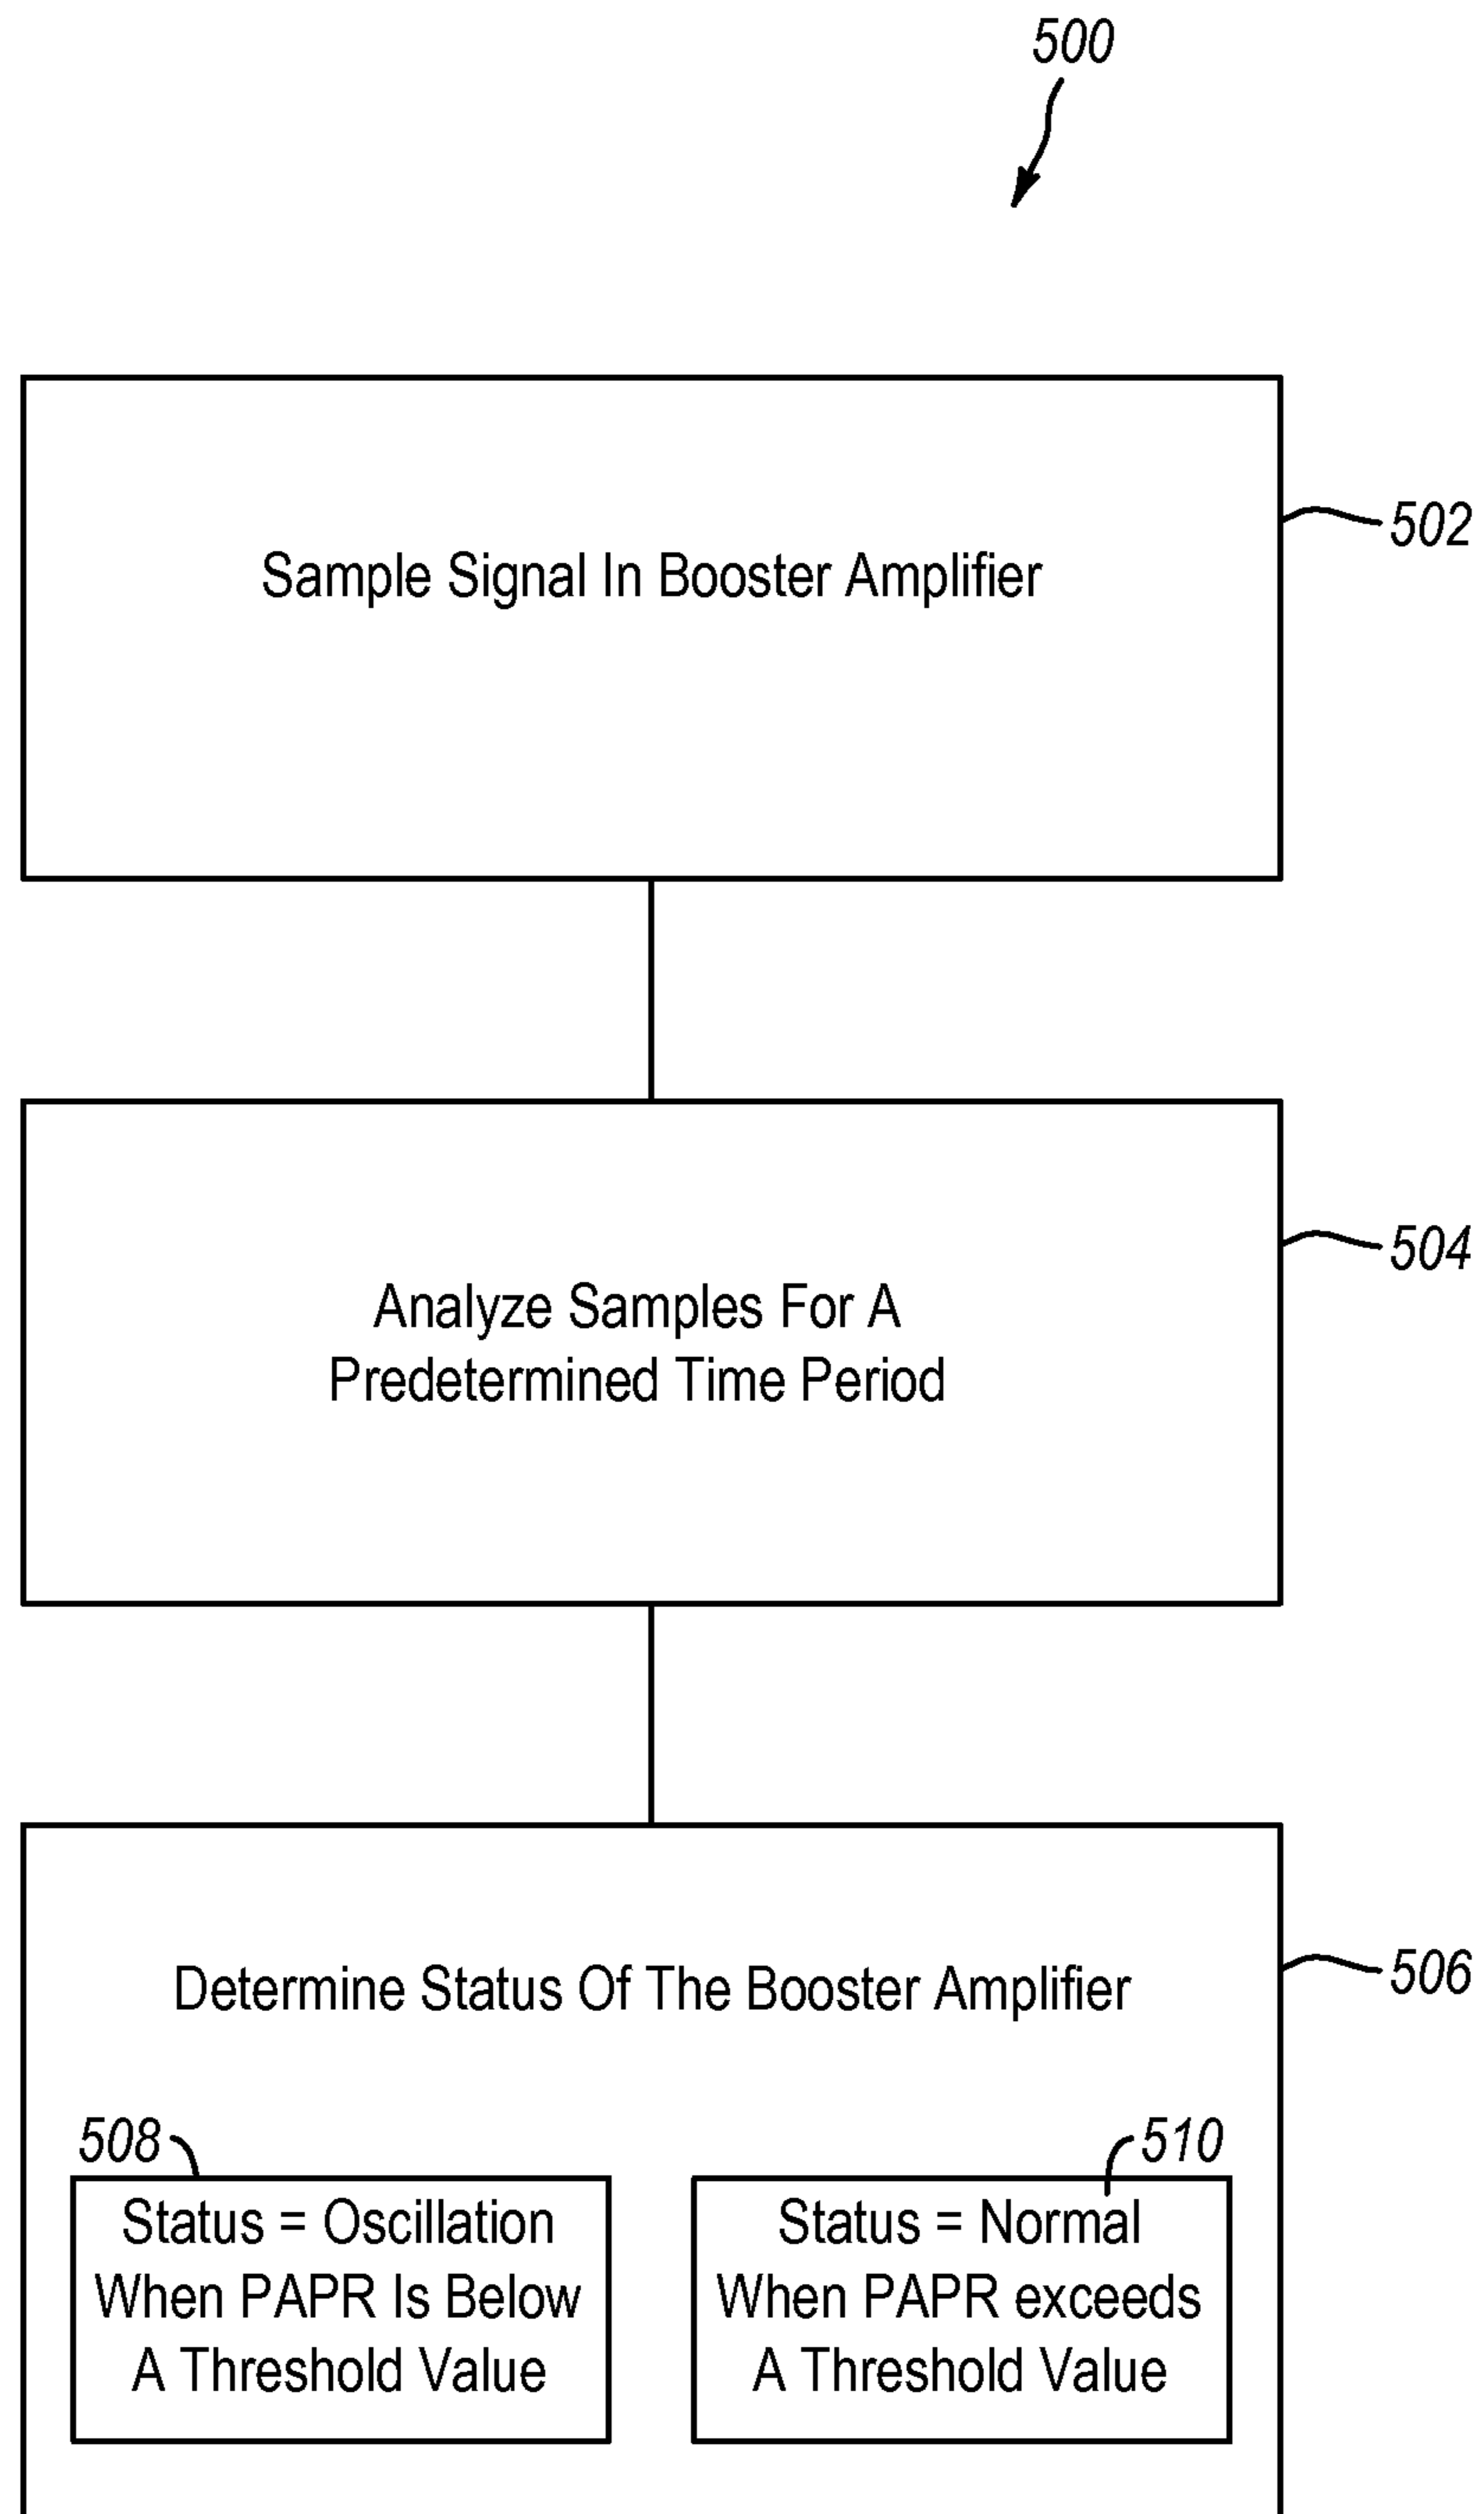 500
502
Sample Signal In Booster Amplifier
504
Analyze Samples For A
Predetermined Time Period
506
Determine Status Of The Booster Amplifier
508
Status = Oscillation
When PAPR Is Below
A Threshold Value
510
Status = Normal
When PAPR exceeds
A Threshold Value